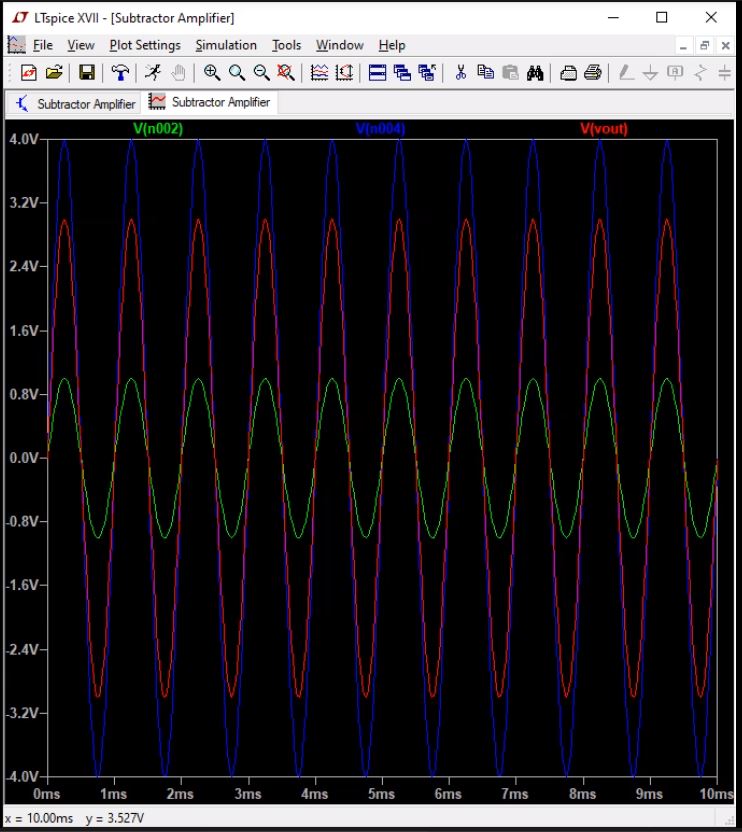 LTspice XVII - [Subtractor Amplifier]
File View Plot Settings Simulation Tools Window Help
Subtractor Amplifier Subtractor Amplifier
V(n002) V(n004) V(vout)
4.0V
3.2V
2.4V
1.6V
0.8V
0.0V
-0.8V
-1.6V
-2.4V
-3.2V
-4.0V
0ms 1ms 2ms 3ms 4ms 5ms 6ms 7ms 8ms 9ms 10ms
x = 10.00ms y = 3.527V